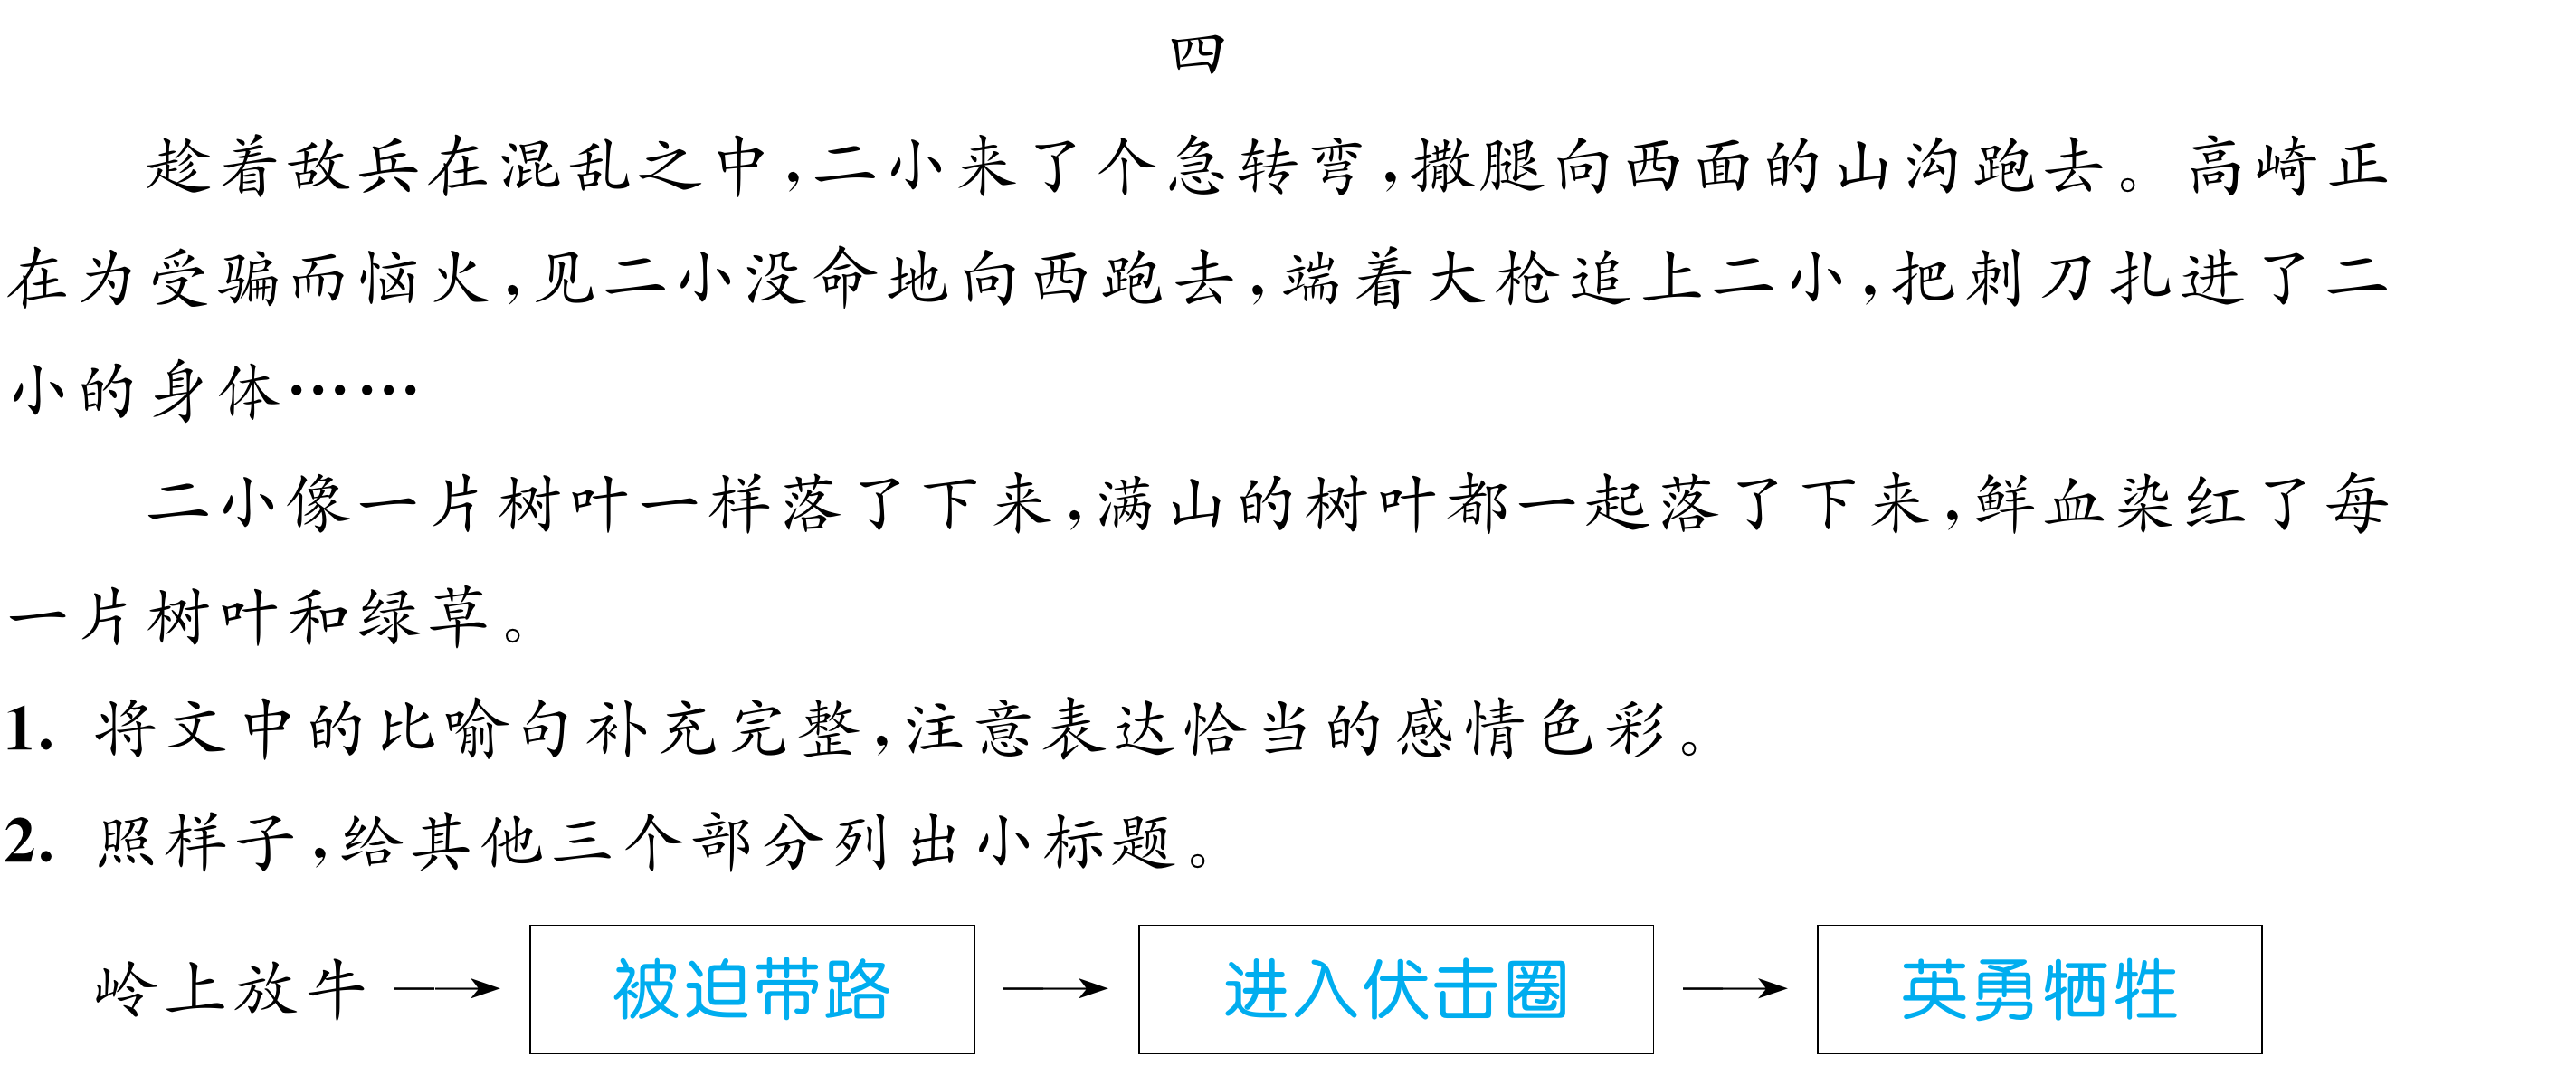 四
趁着敌兵在混乱之中,二小来了个急转弯,撒腿向西面的山沟跑去。高崎正
在为受骗而恼火,见二小没命地向西跑去,端着大枪追上二小,把刺刀扎进了二
小的身体……
二小像一片树叶一样落了下来,满山的树叶都一起落了下来,鲜血染红了每
一片树叶和绿草。
1. 将文中的比喻句补充完整,注意表达恰当的感情色彩。
2. 照样子,给其他三个部分列出小标题。
岭上放牛 → 被迫带路 → 进入伏击圈 → 英勇牺牲